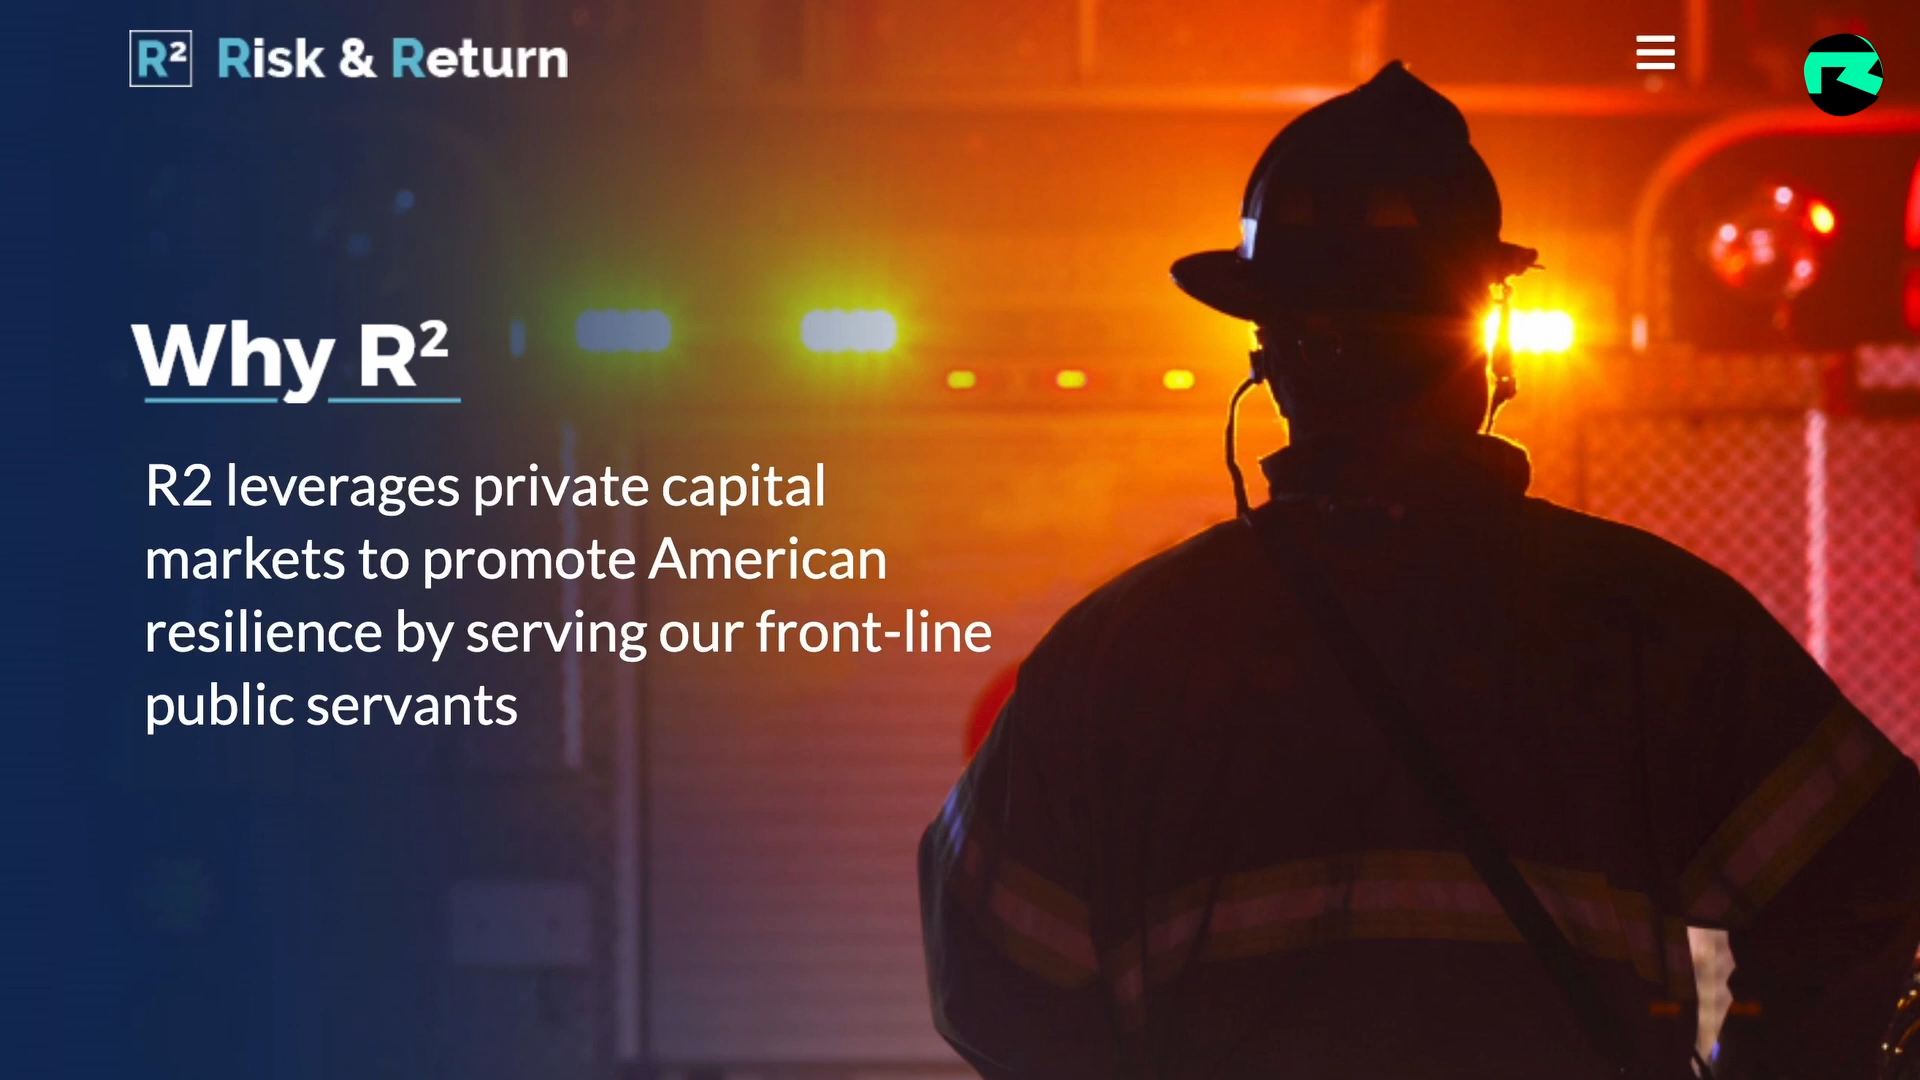 R² Risk & Return
Why R²
R2 leverages private capital
markets to promote American
resilience by serving our front-line
public servants